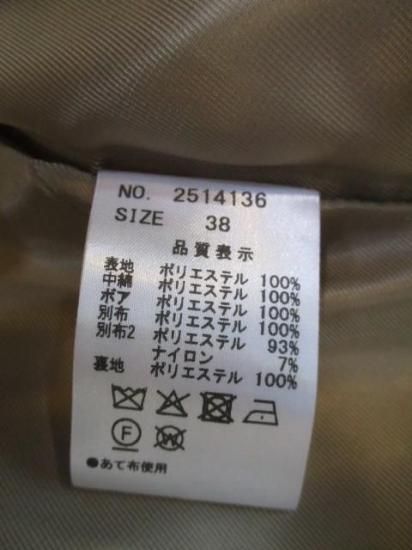 NO. 2514136
SIZE 38
品質表示
表地 ポリエステル 100%
中綿 ポリエステル 100%
ボア ポリエステル 100%
別布 ポリエステル 100%
別布2 ポリエステル 93%
ナイロン 7%
裏地 ポリエステル 100%
F W
●あて布使用